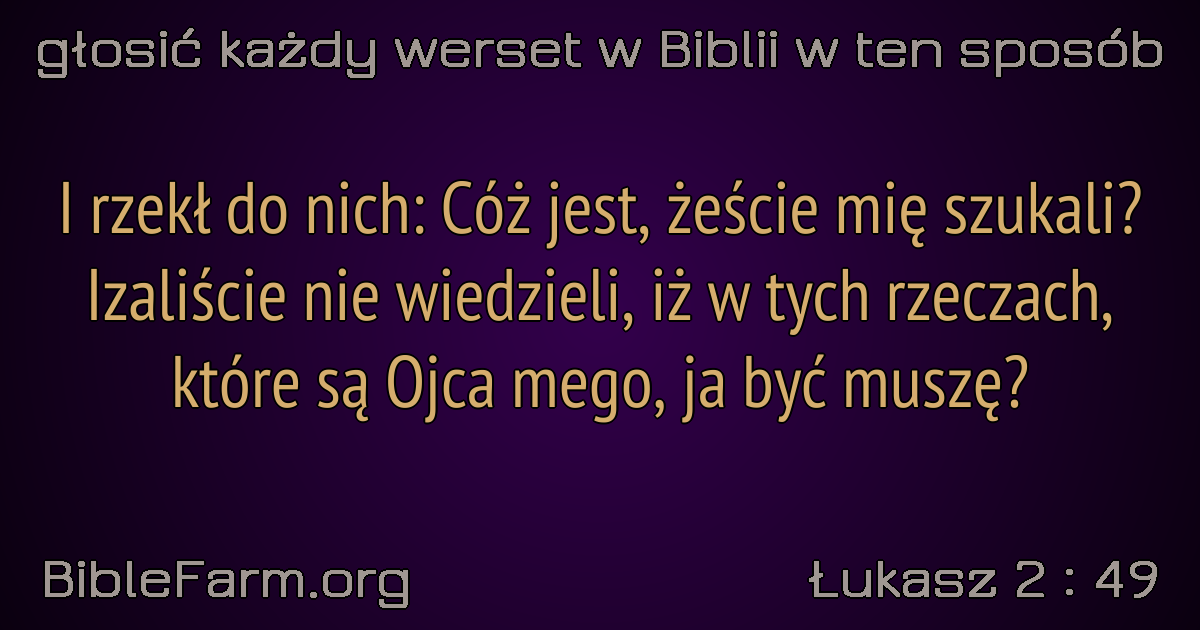 głosić każdy werset w Biblii w ten sposób
I rzekł do nich: Cóż jest, żeście mię szukali?
Izaliście nie wiedzieli, iż w tych rzeczach,
które są Ojca mego, ja być muszę?
BibleFarm.org
Łukasz 2 : 49